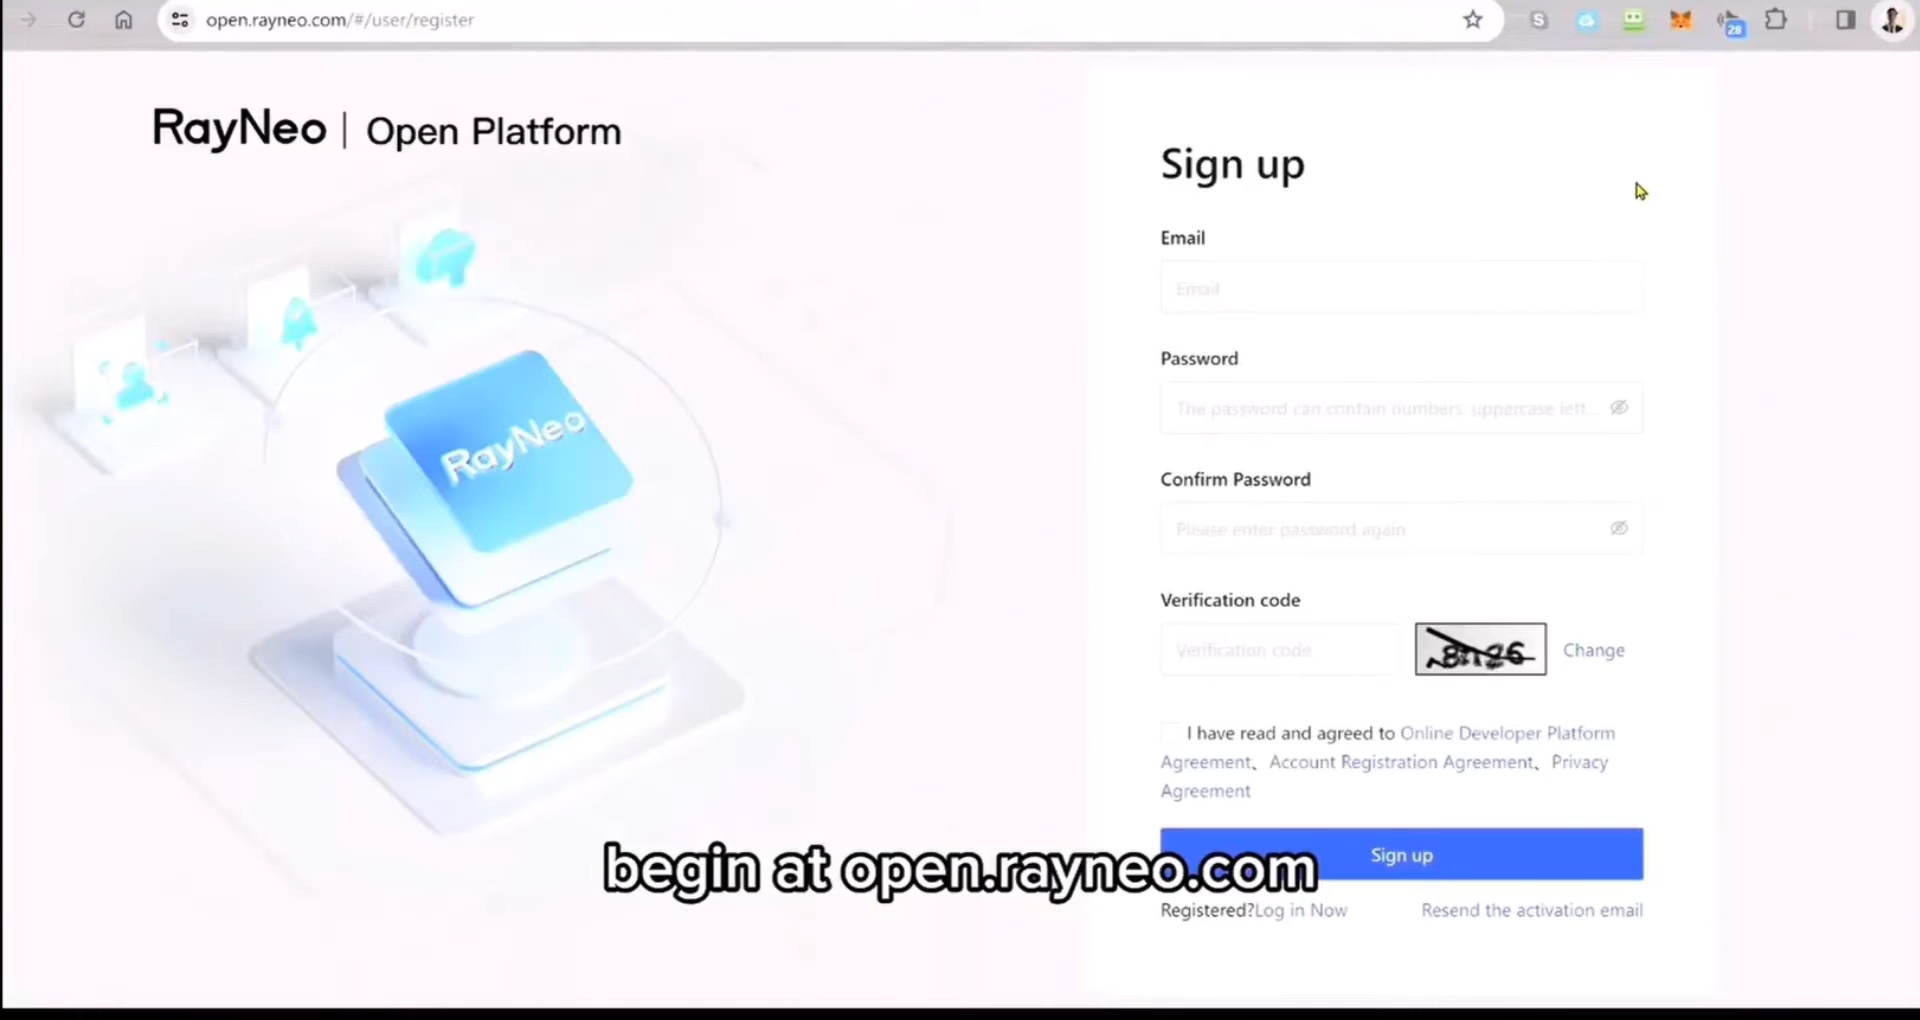 open.rayneo.com/#/user/register
28
RayNeo | Open Platform
RayNeo
Sign up
Email
Email
Password
The password can contain numbers, uppercase lett...
Confirm Password
Please enter password again
Verification code
Verification code
Change
I have read and agreed to Online Developer Platform
Agreement、Account Registration Agreement、Privacy
Agreement
Sign up
begin at open.rayneo.com
Registered?Log in Now
Resend the activation email